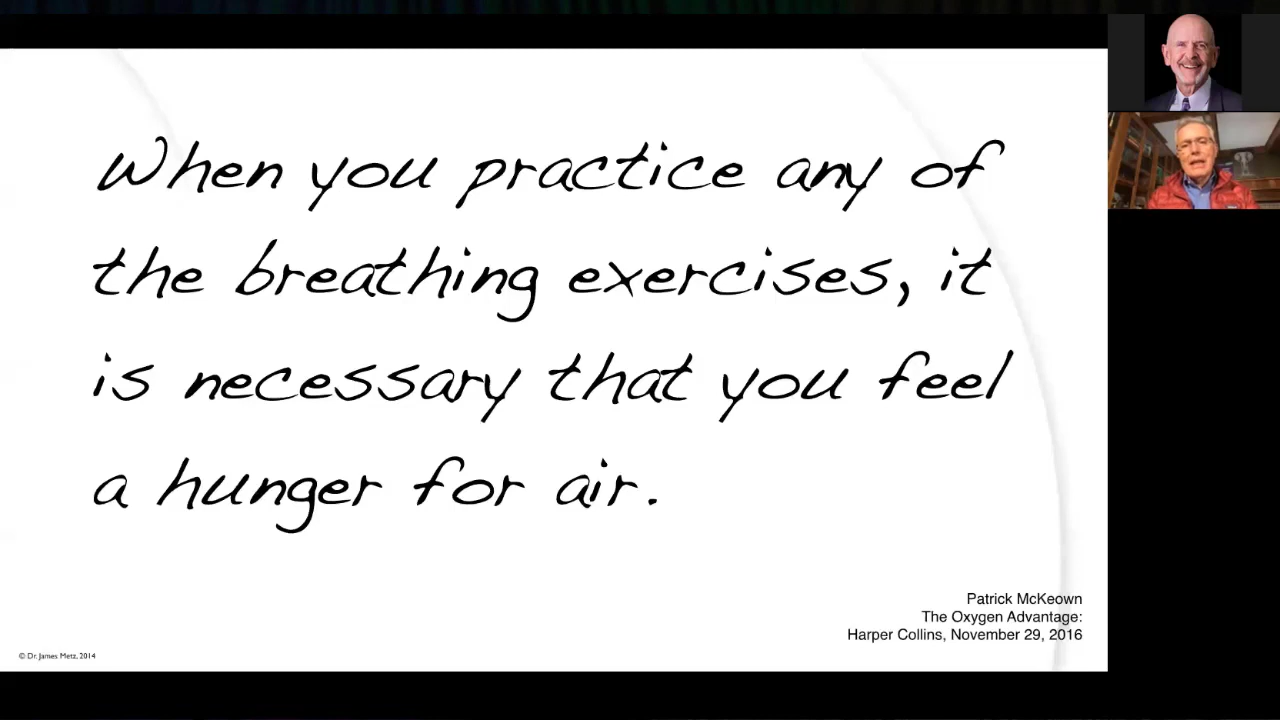 When you practice any of
the breathing exercises, it
is necessary that you feel
a hunger for air.
Patrick McKeown
The Oxygen Advantage:
Harper Collins, November 29, 2016
© Dr. James Metz, 2014